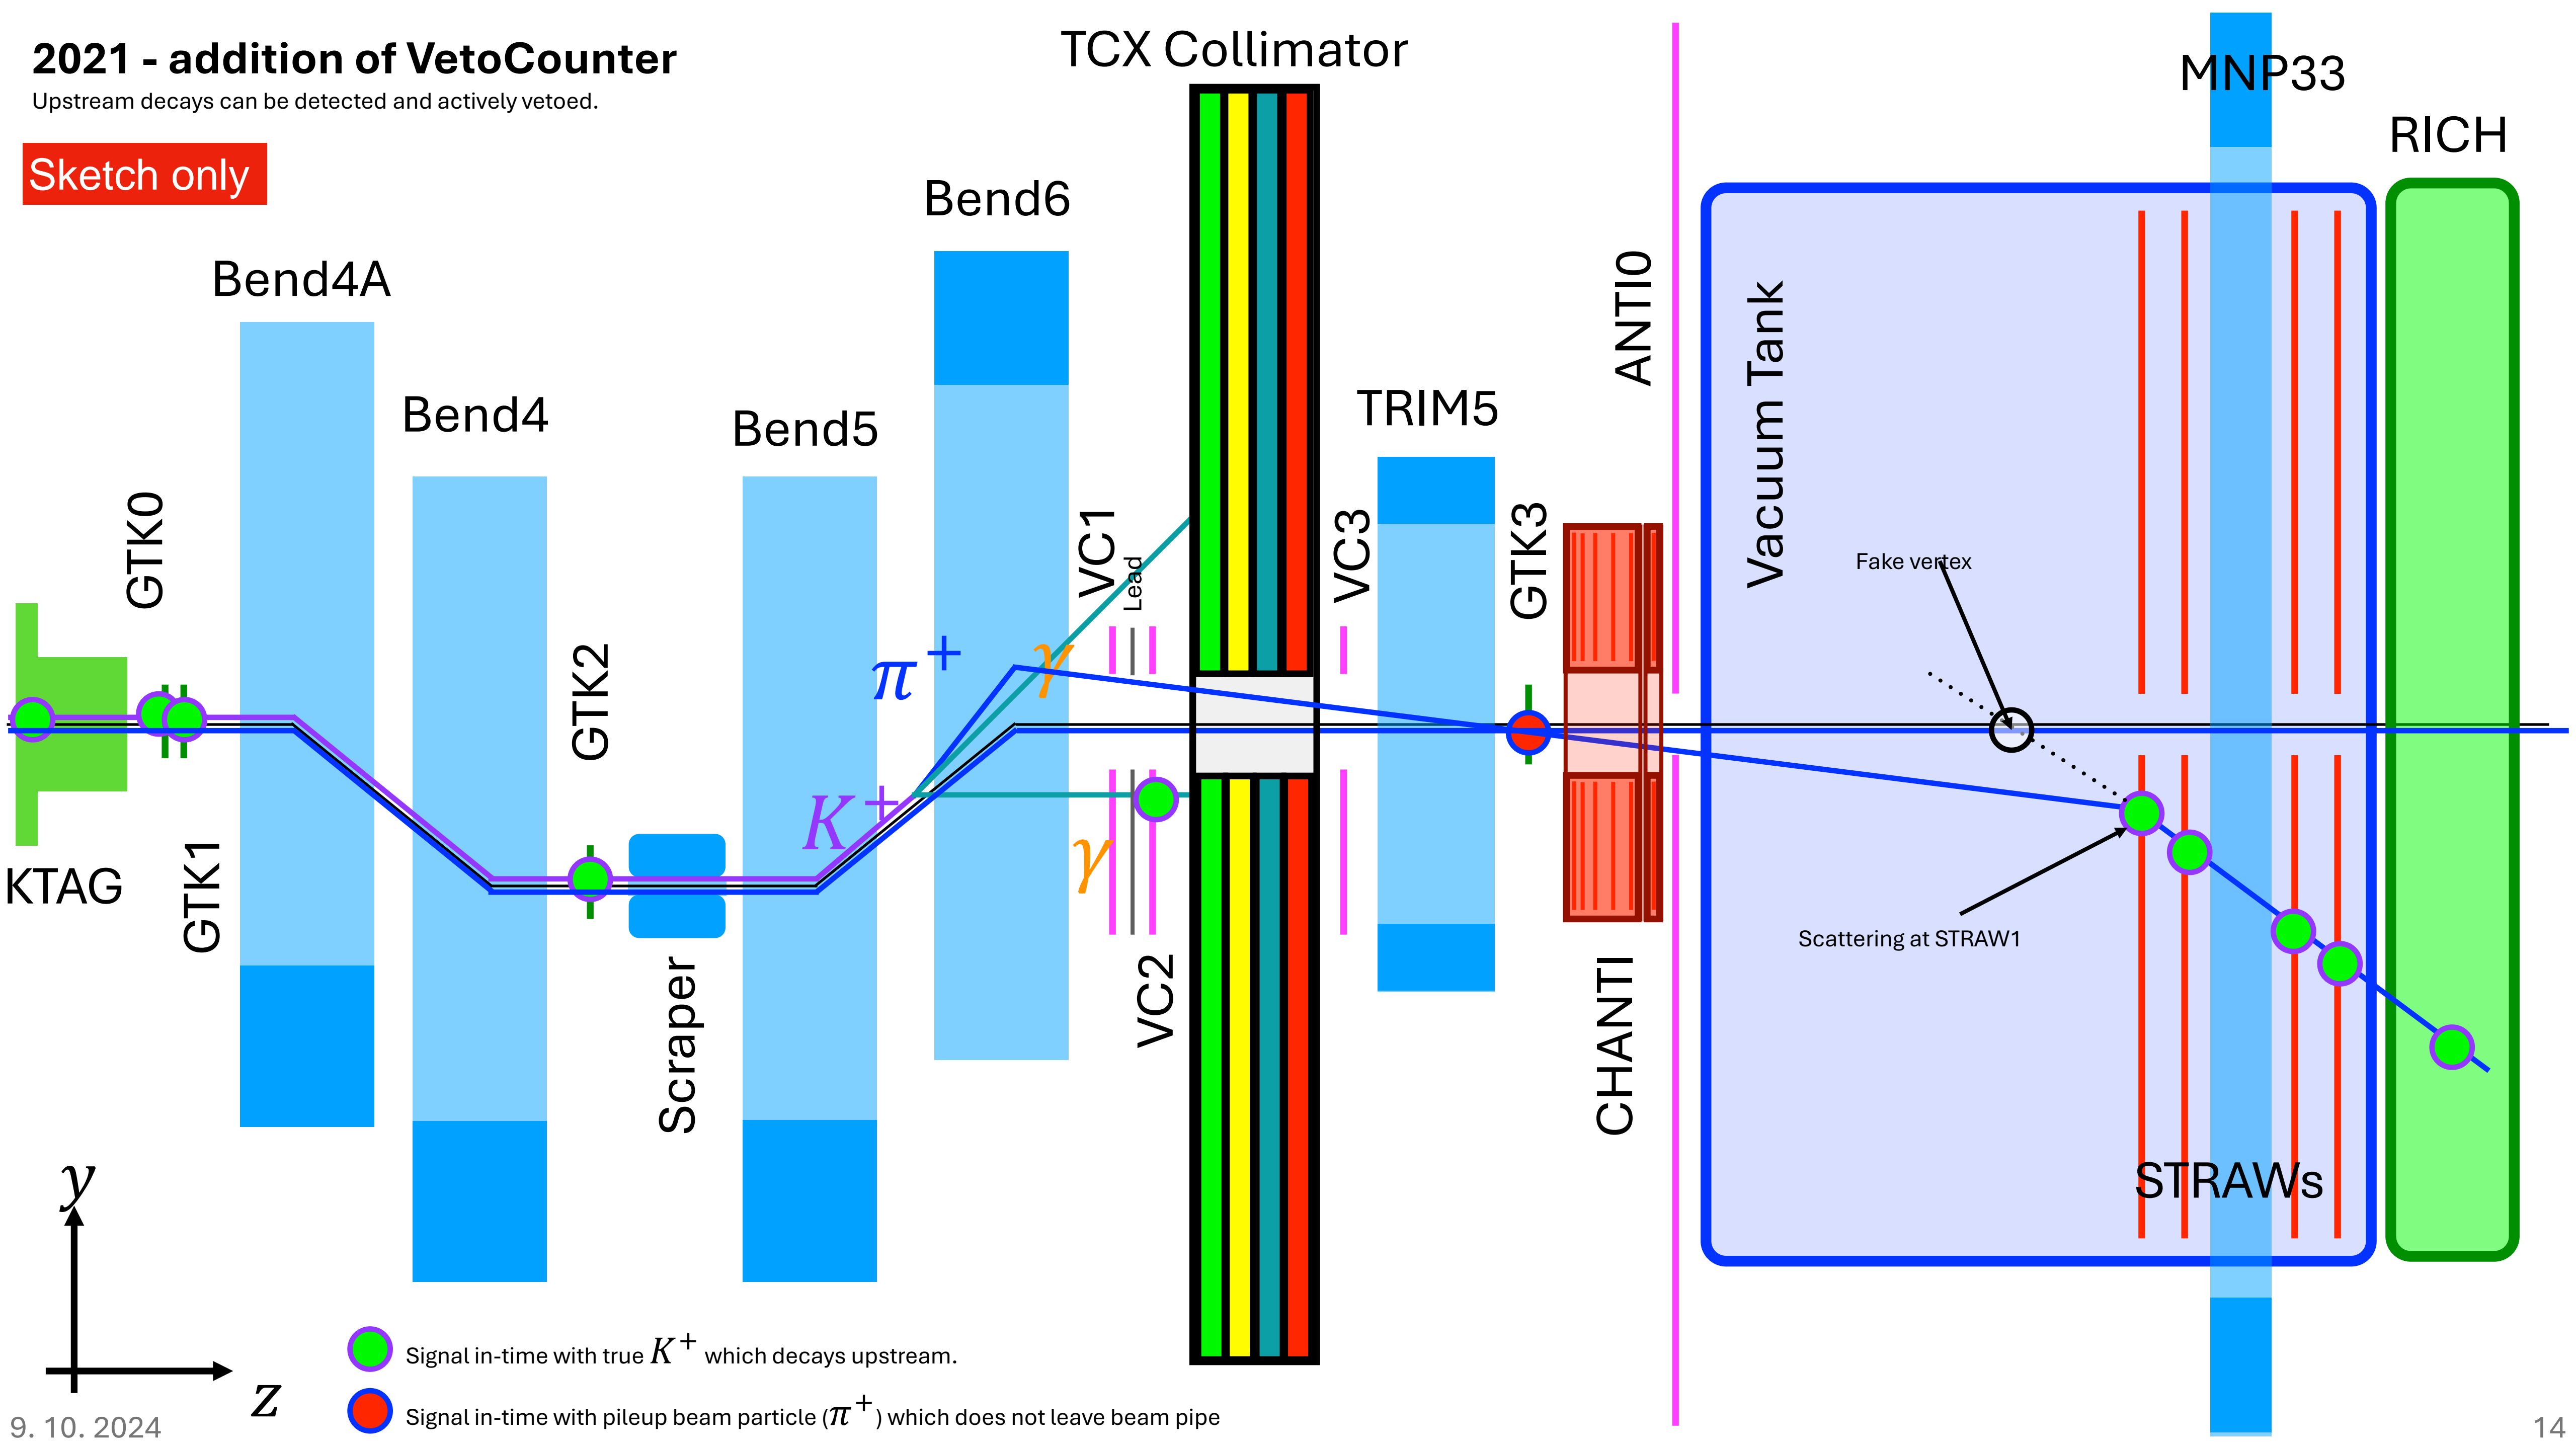 2021 - addition of VetoCounter
Upstream decays can be detected and actively vetoed.
Sketch only
TCX Collimator
MNP33
RICH
Bend6
Bend4A
Bend4
Bend5
TRIM5
ANTI0
Vacuum Tank
GTK0
GTK2
VC1
Lead
VC3
GTK3
Fake vertex
π⁺
γ
K⁺
γ
KTAG
GTK1
Scraper
VC2
CHANTI
Scattering at STRAW1
STRAWs
y
z
Signal in-time with true K⁺ which decays upstream.
Signal in-time with pileup beam particle (π⁺) which does not leave beam pipe
9. 10. 2024
14